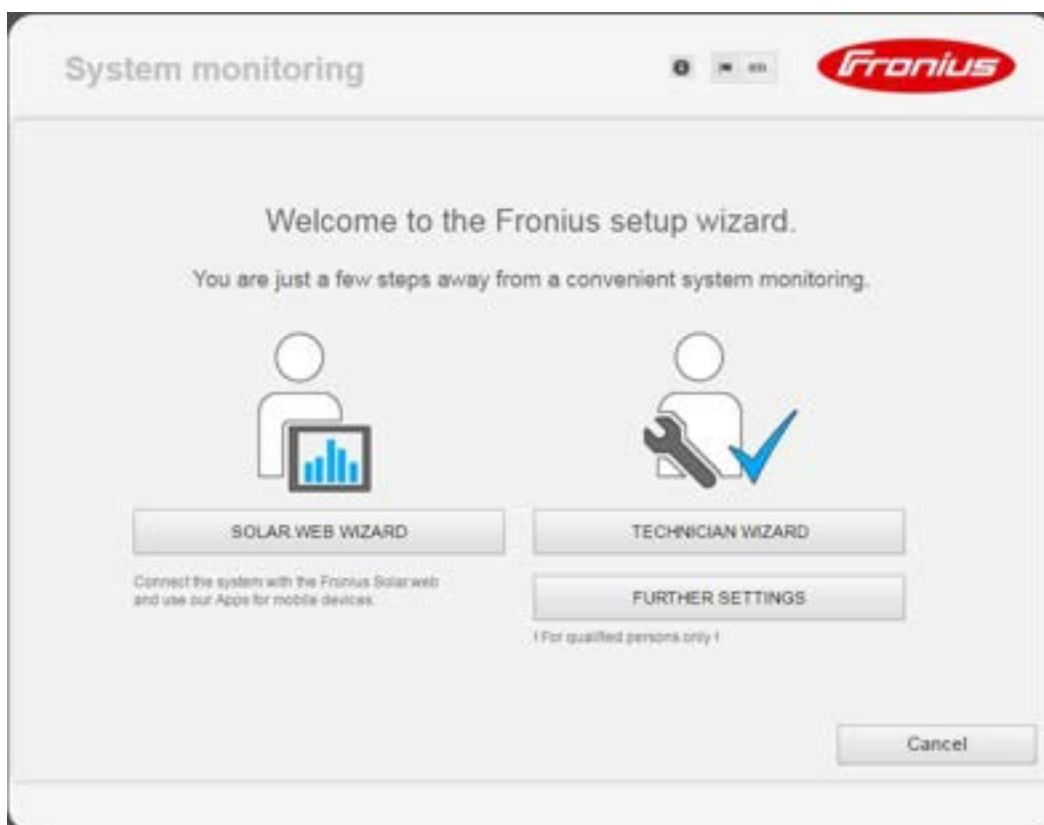 System monitoring
en
Fronius
Welcome to the Fronius setup wizard.
You are just a few steps away from a convenient system monitoring.
SOLAR.WEB WIZARD
TECHNICIAN WIZARD
Connect the system with the Fronius Solar.web
and use our Apps for mobile devices
FURTHER SETTINGS
! For qualified persons only !
Cancel